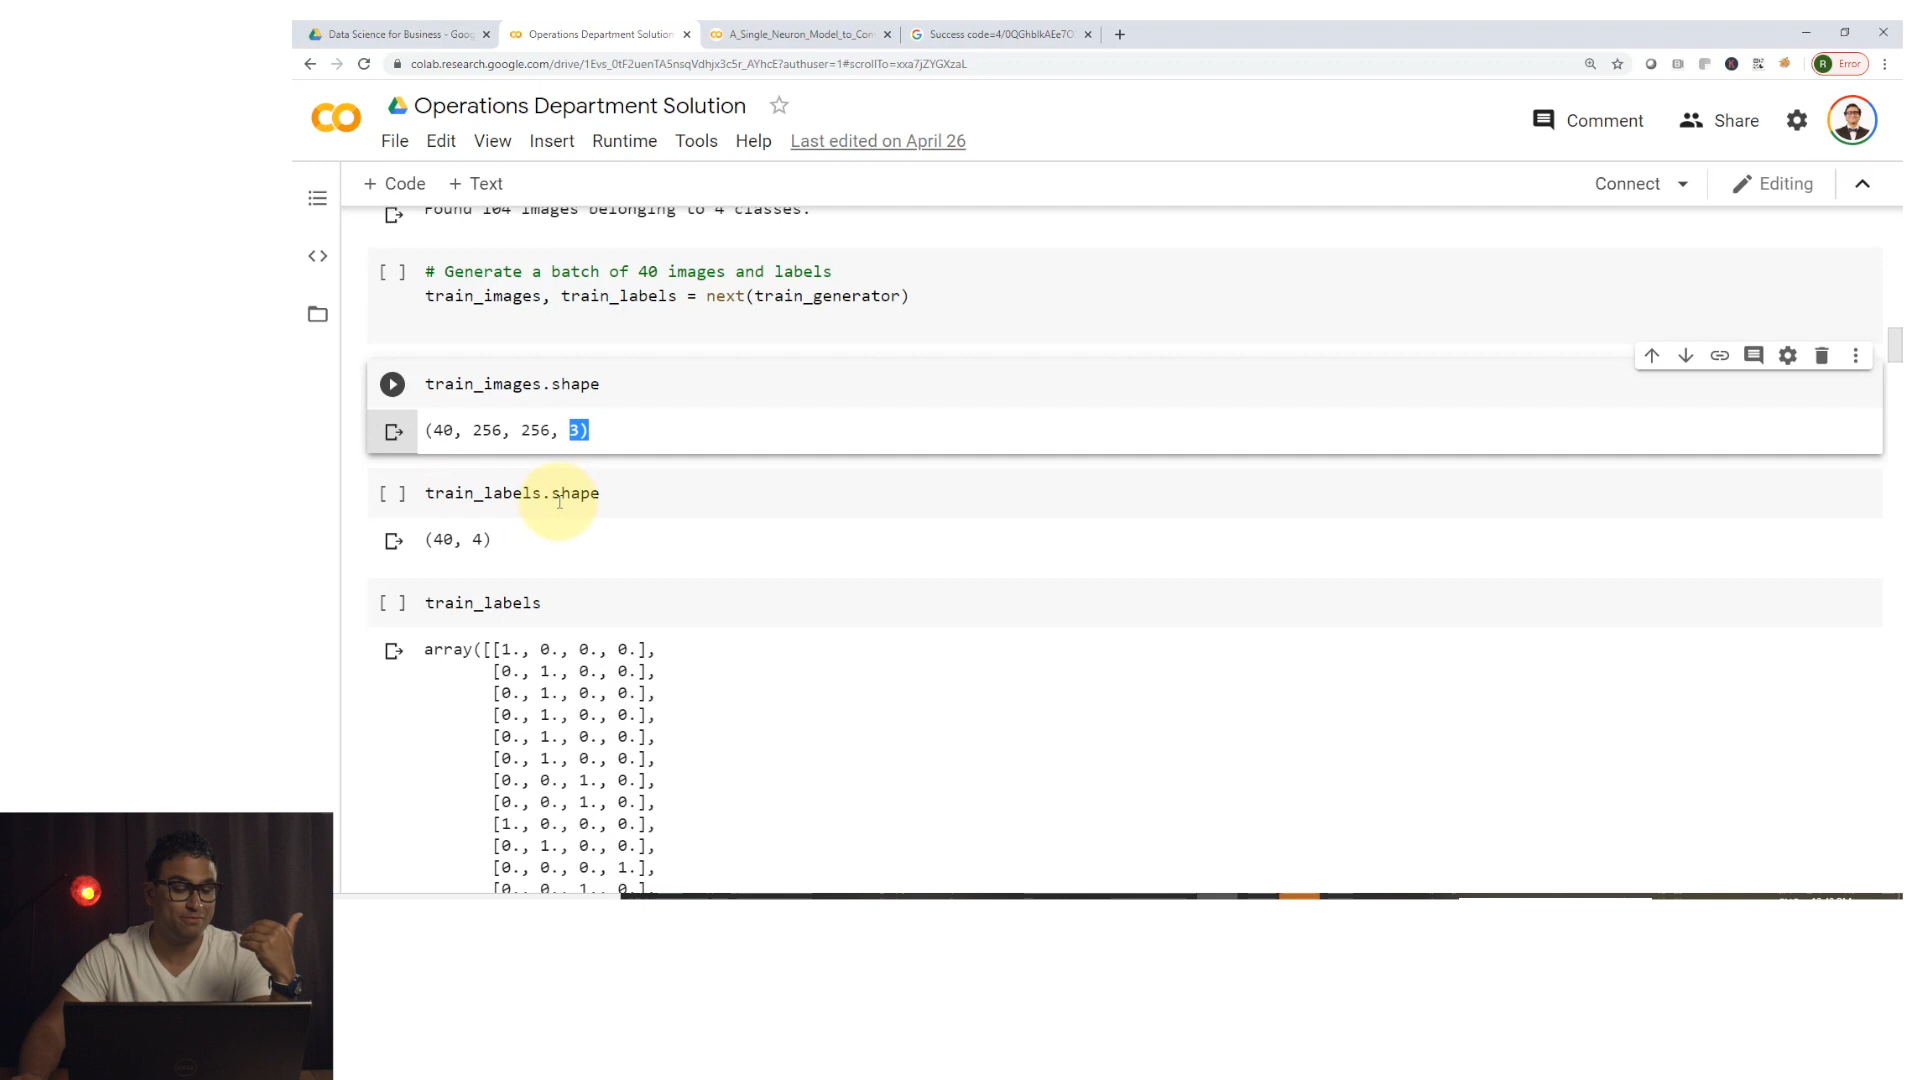 Data Science for Business - Goog
Operations Department Solution
A_Single_Neuron_Model_to_Con
Success code=4/0QGhblkAEe7O
colab.research.google.com/drive/1Evs_0tF2uenTA5nsqVdhjx3c5r_AYhcE?authuser=1#scrollTo=xxa7jZYGXzaL
R Error
CO Operations Department Solution
File Edit View Insert Runtime Tools Help Last edited on April 26
Comment Share
+ Code + Text
Connect Editing
Found 104 images belonging to 4 classes.
[ ] # Generate a batch of 40 images and labels
train_images, train_labels = next(train_generator)
train_images.shape
(40, 256, 256, 3)
[ ] train_labels.shape
(40, 4)
[ ] train_labels
array([[1., 0., 0., 0.],
[0., 1., 0., 0.],
[0., 1., 0., 0.],
[0., 1., 0., 0.],
[0., 1., 0., 0.],
[0., 1., 0., 0.],
[0., 0., 1., 0.],
[0., 0., 1., 0.],
[1., 0., 0., 0.],
[0., 1., 0., 0.],
[0., 0., 0., 1.],
[0., 0., 1., 0.],